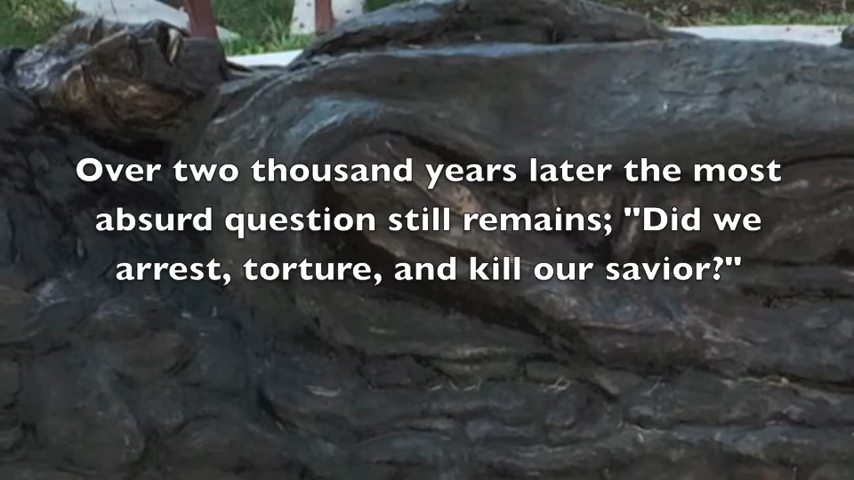 Over two thousand years later the most
absurd question still remains; "Did we
arrest, torture, and kill our savior?"